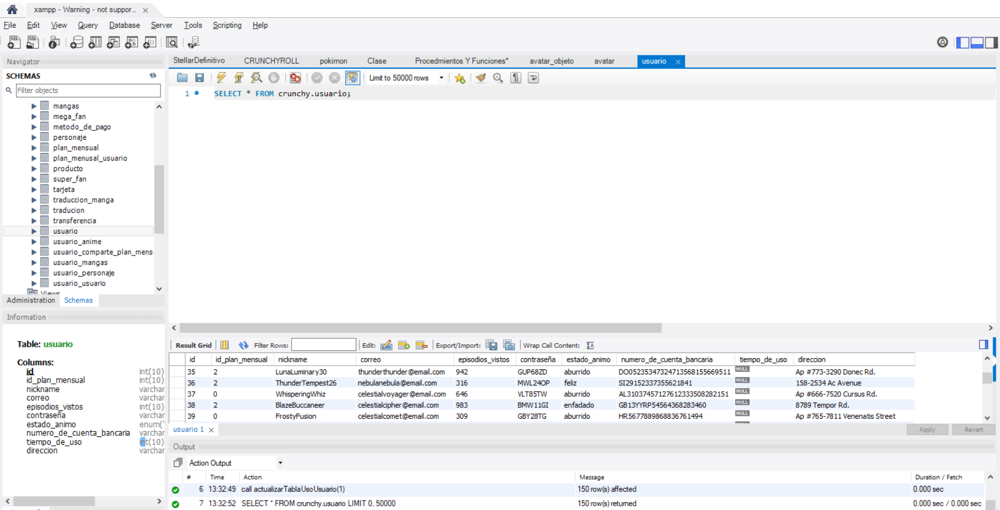 xampp - Warning - not suppor...
File Edit View Query Database Server Tools Scripting Help
Navigator
SCHEMAS
Filter objects
mangas
mega_fan
metodo_de_pago
personaje
plan_mensual
plan_menusal_usuario
producto
super_fan
tarjeta
traduccion_manga
traducion
transferencia
usuario
usuario_anime
usuario_comparte_plan_mens
usuario_mangas
usuario_personaje
usuario_usuario
Views
Administration Schemas
Information
Table: usuario
Columns:
id int(10)
id_plan_mensual int(10)
nickname varchar
correo varchar
episodios_vistos int(10)
contraseña varchar
estado_animo enum('
numero_de_cuenta_bancaria varchar
tiempo_de_uso int(10)
direccion varchar
StellarDefinitivo CRUNCHYROLL pokimon Clase Procedmientos Y Funciones* avatar_objeto avatar usuario
Limit to 50000 rows
1 SELECT * FROM crunchy.usuario;
Result Grid Filter Rows: Edit: Export/Import: Wrap Cell Content:
id id_plan_mensual nickname correo episodios_vistos contraseña estado_animo numero_de_cuenta_bancaria tiempo_de_uso direccion
35 2 LunaLuminary30 thunderthunder@email.com 942 GUP68ZD aburrido DO05235347324713568155669511 NULL Ap #773-3290 Donec Rd.
36 2 ThunderTempest26 nebulanebula@email.com 316 MWL24OP feliz SI29152337355621841 NULL 158-2534 Ac Avenue
37 0 WhisperingWhiz celestialvoyager@email.com 646 VLT85TW aburrido AL31037457127612333508282151 NULL Ap #666-7520 Cursus Rd.
38 2 BlazeBuccaneer celestialcipher@email.com 983 BMW11GI enfadado GB13YYRP54564368283460 NULL 8789 Tempor Rd.
39 0 FrostyFusion celestialcomet@email.com 309 GBY28TG aburrido HR5677889868836761494 NULL Ap #765-7811 Venenatis Street
usuario 1 Apply Revert
Output
Action Output
# Time Action Message Duration / Fetch
6 13:32:49 call actualizarTablaUsoUsuario(1) 150 row(s) affected 0.000 sec
7 13:32:52 SELECT * FROM crunchy.usuario LIMIT 0, 50000 150 row(s) returned 0.000 sec / 0.000 sec